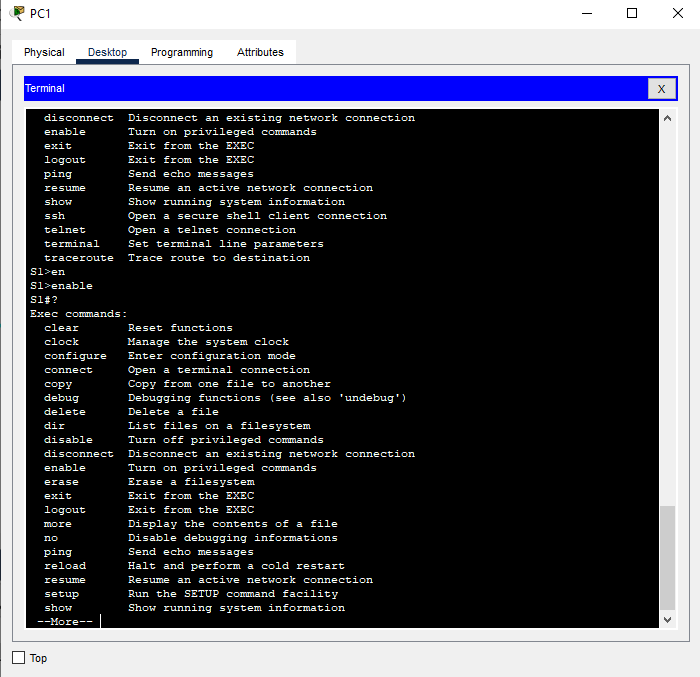 PC1
Physical Desktop Programming Attributes
Terminal
X
disconnect Disconnect an existing network connection
enable Turn on privileged commands
exit Exit from the EXEC
logout Exit from the EXEC
ping Send echo messages
resume Resume an active network connection
show Show running system information
ssh Open a secure shell client connection
telnet Open a telnet connection
terminal Set terminal line parameters
traceroute Trace route to destination
S1>en
S1>enable
S1#?
Exec commands:
clear Reset functions
clock Manage the system clock
configure Enter configuration mode
connect Open a terminal connection
copy Copy from one file to another
debug Debugging functions (see also 'undebug')
delete Delete a file
dir List files on a filesystem
disable Turn off privileged commands
disconnect Disconnect an existing network connection
enable Turn on privileged commands
erase Erase a filesystem
exit Exit from the EXEC
logout Exit from the EXEC
more Display the contents of a file
no Disable debugging informations
ping Send echo messages
reload Halt and perform a cold restart
resume Resume an active network connection
setup Run the SETUP command facility
show Show running system information
--More--
Top